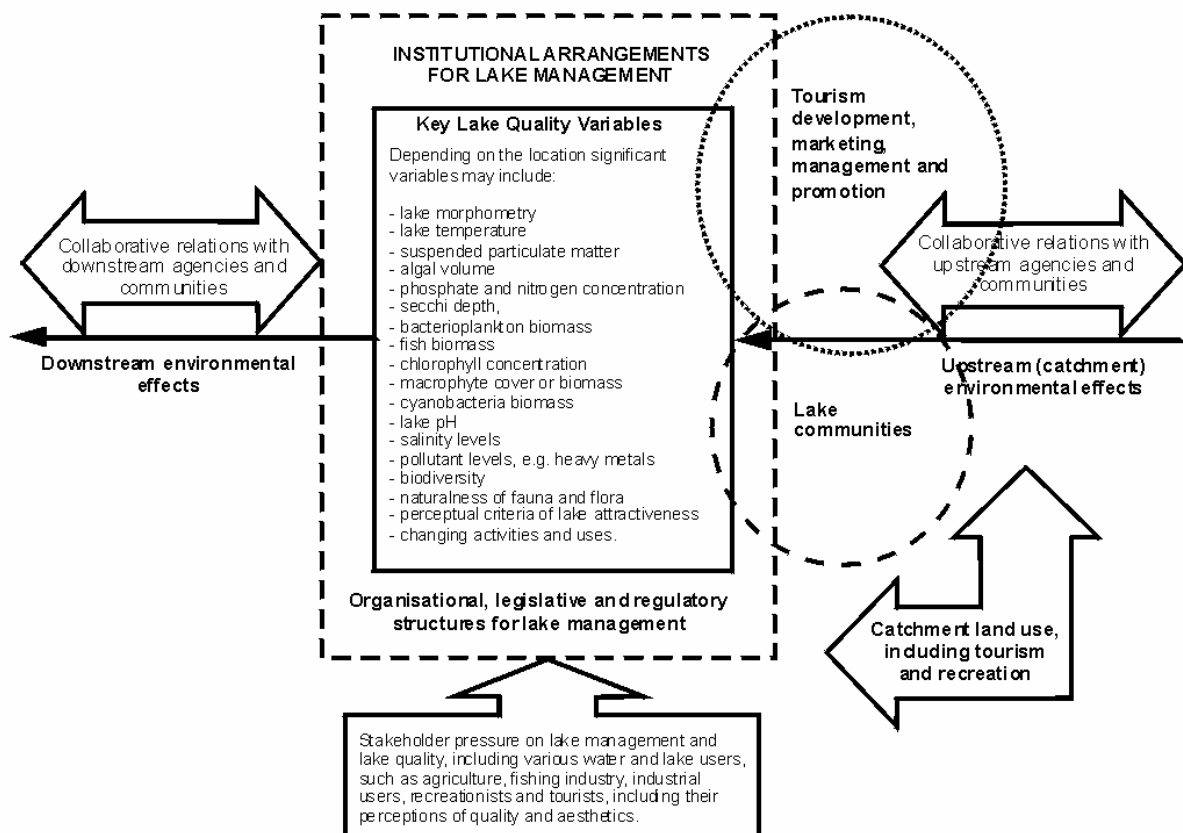 INSTITUTIONAL ARRANGEMENTS
FOR LAKE MANAGEMENT
Key Lake Quality Variables
Depending on the location significant
variables may include:
- lake morphometry
- lake temperature
- suspended particulate matter
- algal volume
- phosphate and nitrogen concentration
- secchi depth,
- bacterioplankton biomass
- fish biomass
- chlorophyll concentration
- macrophyte cover or biomass
- cyanobacteria biomass
- lake pH
- salinity levels
- pollutant levels, e.g. heavy metals
- biodiversity
- naturalness of fauna and flora
- perceptual criteria of lake attractiveness
- changing activities and uses.
Organisational, legislative and regulatory
structures for lake management
Tourism
development,
marketing,
management and
promotion
Collaborative relations with
downstream agencies and
communities
Collaborative relations with
upstream agencies and
communities
Downstream environmental
effects
Upstream (catchment)
environmental effects
Lake
communities
Catchment land use,
including tourism
and recreation
Stakeholder pressure on lake management and
lake quality, including various water and lake users,
such as agriculture, fishing industry, industrial
users, recreationists and tourists, including their
perceptions of quality and aesthetics.